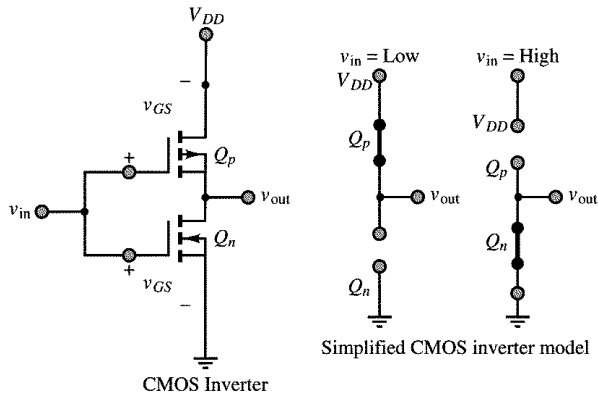 V_DD
−
v_GS
Q_p
+
v_in
v_out
Q_n
+
v_GS
−
CMOS Inverter
v_in = Low
V_DD
Q_p
v_out
Q_n
v_in = High
V_DD
Q_p
v_out
Q_n
Simplified CMOS inverter model